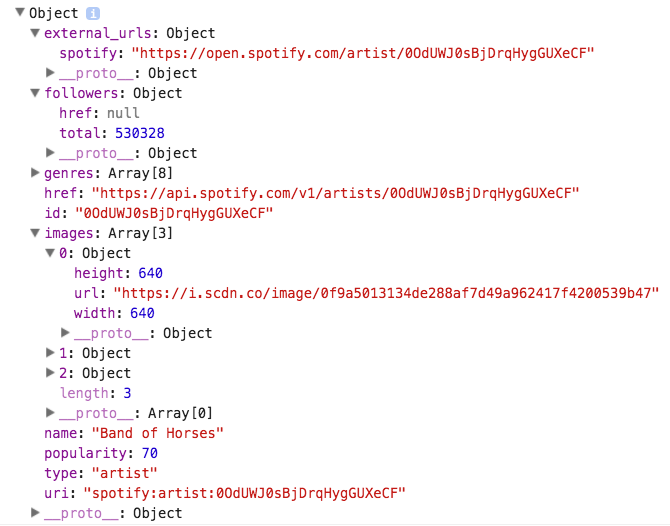 Object i
external_urls: Object
spotify: "https://open.spotify.com/artist/0OdUWJ0sBjDrqHygGUXeCF"
__proto__: Object
followers: Object
href: null
total: 530328
__proto__: Object
genres: Array[8]
href: "https://api.spotify.com/v1/artists/0OdUWJ0sBjDrqHygGUXeCF"
id: "0OdUWJ0sBjDrqHygGUXeCF"
images: Array[3]
0: Object
height: 640
url: "https://i.scdn.co/image/0f9a5013134de288af7d49a962417f4200539b47"
width: 640
__proto__: Object
1: Object
2: Object
length: 3
__proto__: Array[0]
name: "Band of Horses"
popularity: 70
type: "artist"
uri: "spotify:artist:0OdUWJ0sBjDrqHygGUXeCF"
__proto__: Object